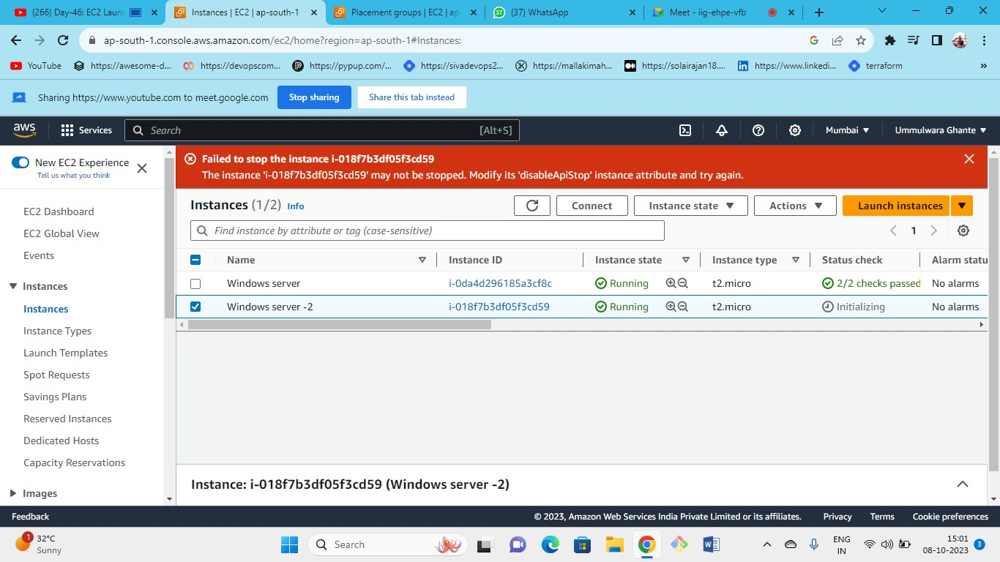 (266) Day-46: EC2 Launc
Instances | EC2 | ap-south-1
Placement groups | EC2 | ap
37
(37) WhatsApp
Meet - iig-ehpe-vfb
ap-south-1.console.aws.amazon.com/ec2/home?region=ap-south-1#Instances:
YouTube
https://awesome-d...
https://devopscom...
https://pypup.com/...
https://sivadevops2...
https://mallakimah...
https://solairajan18....
https://www.linkedi...
terraform
Sharing https://www.youtube.com to meet.google.com
Stop sharing
Share this tab instead
aws
Services
Search
[Alt+S]
Mumbai
Ummulwara Ghante
New EC2 Experience
Tell us what you think
EC2 Dashboard
EC2 Global View
Events
Instances
Instances
Instance Types
Launch Templates
Spot Requests
Savings Plans
Reserved Instances
Dedicated Hosts
Capacity Reservations
Images
Failed to stop the instance i-018f7b3df05f3cd59
The instance 'i-018f7b3df05f3cd59' may not be stopped. Modify its 'disableApiStop' instance attribute and try again.
Instances (1/2) Info
Connect
Instance state
Actions
Launch instances
Find instance by attribute or tag (case-sensitive)
1
Name Instance ID Instance state Instance type Status check Alarm statu
Windows server i-0da4d296185a3cf8c Running t2.micro 2/2 checks passed No alarms
Windows server -2 i-018f7b3df05f3cd59 Running t2.micro Initializing No alarms
Instance: i-018f7b3df05f3cd59 (Windows server -2)
Feedback
© 2023, Amazon Web Services India Private Limited or its affiliates.
Privacy
Terms
Cookie preferences
1
32°C
Sunny
Search
ENG
IN
15:01
08-10-2023
3